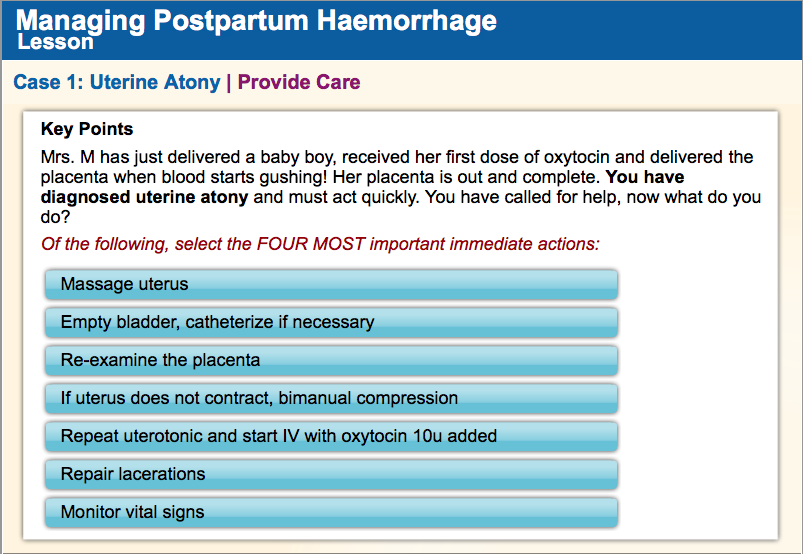 Managing Postpartum Haemorrhage
Lesson
Case 1: Uterine Atony | Provide Care
Key Points
Mrs. M has just delivered a baby boy, received her first dose of oxytocin and delivered the
placenta when blood starts gushing! Her placenta is out and complete. You have
diagnosed uterine atony and must act quickly. You have called for help, now what do you
do?
Of the following, select the FOUR MOST important immediate actions:
Massage uterus
Empty bladder, catheterize if necessary
Re-examine the placenta
If uterus does not contract, bimanual compression
Repeat uterotonic and start IV with oxytocin 10u added
Repair lacerations
Monitor vital signs